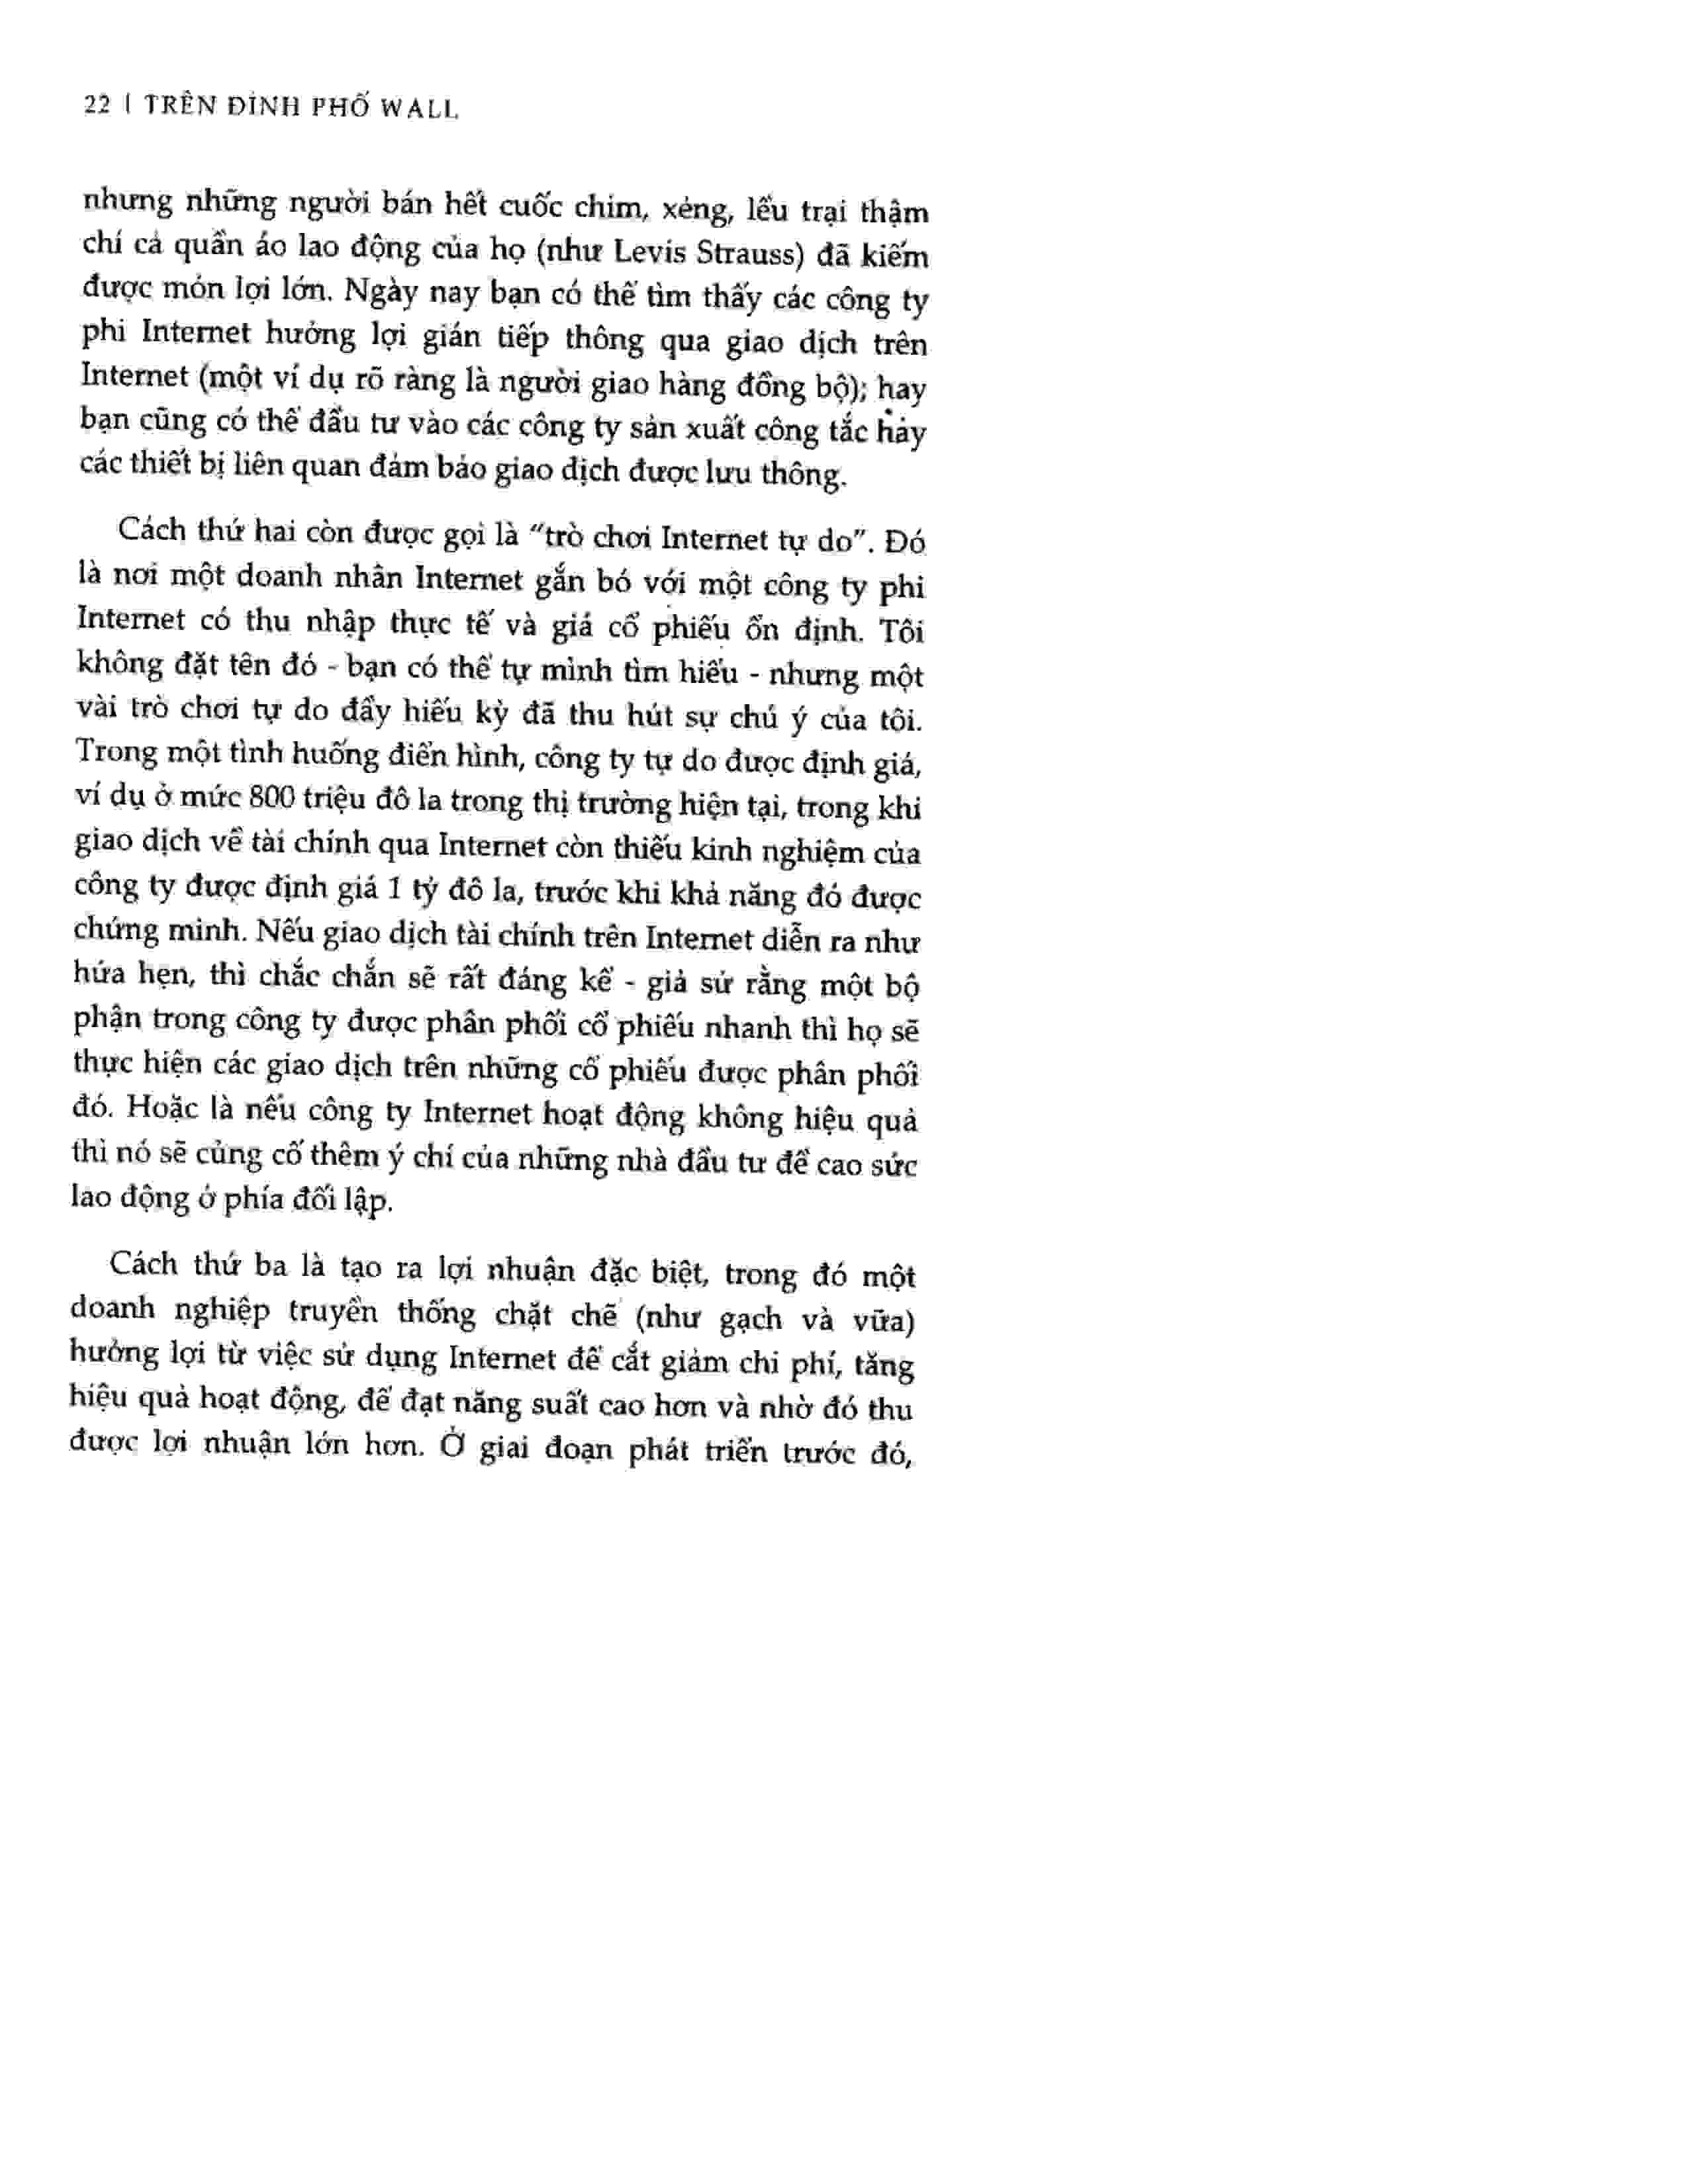 22 | TRÊN ĐỈNH PHỐ WALL
nhưng những người bán hết cuốc chim, xẻng, lều trại thậm
chí cả quần áo lao động của họ (như Levis Strauss) đã kiếm
được món lợi lớn. Ngày nay bạn có thể tìm thấy các công ty
phi Internet hưởng lợi gián tiếp thông qua giao dịch trên
Internet (một ví dụ rõ ràng là người giao hàng đồng bộ); hay
bạn cũng có thể đầu tư vào các công ty sản xuất công tắc hay
các thiết bị liên quan đảm bảo giao dịch được lưu thông.
Cách thứ hai còn được gọi là “trò chơi Internet tự do”. Đó
là nơi một doanh nhân Internet gắn bó với một công ty phi
Internet có thu nhập thực tế và giá cổ phiếu ổn định. Tôi
không đặt tên đó - bạn có thể tự mình tìm hiểu - nhưng một
vài trò chơi tự do đầy hiếu kỳ đã thu hút sự chú ý của tôi.
Trong một tình huống điển hình, công ty tự do được định giá,
ví dụ ở mức 800 triệu đô la trong thị trường hiện tại, trong khi
giao dịch về tài chính qua Internet còn thiếu kinh nghiệm của
công ty được định giá 1 tỷ đô la, trước khi khả năng đó được
chứng minh. Nếu giao dịch tài chính trên Internet diễn ra như
hứa hẹn, thì chắc chắn sẽ rất đáng kể - giả sử rằng một bộ
phận trong công ty được phân phối cổ phiếu nhanh thì họ sẽ
thực hiện các giao dịch trên những cổ phiếu được phân phối
đó. Hoặc là nếu công ty Internet hoạt động không hiệu quả
thì nó sẽ củng cố thêm ý chí của những nhà đầu tư đề cao sức
lao động ở phía đối lập.
Cách thứ ba là tạo ra lợi nhuận đặc biệt, trong đó một
doanh nghiệp truyền thống chặt chẽ (như gạch và vữa)
hưởng lợi từ việc sử dụng Internet để cắt giảm chi phí, tăng
hiệu quả hoạt động, để đạt năng suất cao hơn và nhờ đó thu
được lợi nhuận lớn hơn. Ở giai đoạn phát triển trước đó,